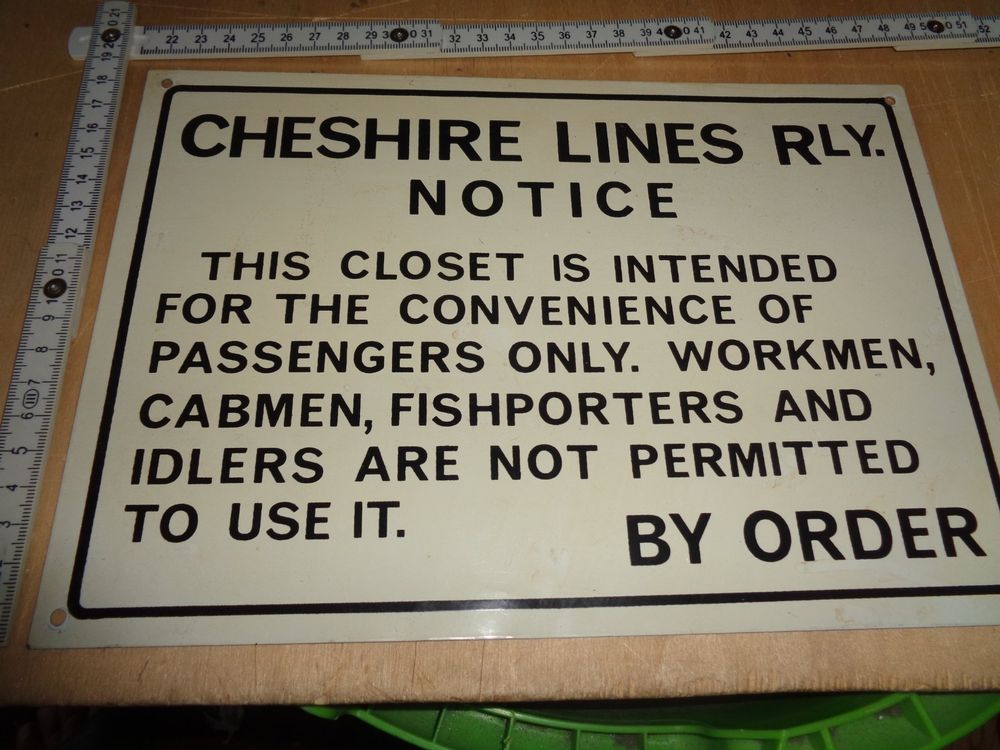 CHESHIRE LINES RLY.
NOTICE
THIS CLOSET IS INTENDED
FOR THE CONVENIENCE OF
PASSENGERS ONLY. WORKMEN,
CABMEN, FISHPORTERS AND
IDLERS ARE NOT PERMITTED
TO USE IT.
BY ORDER